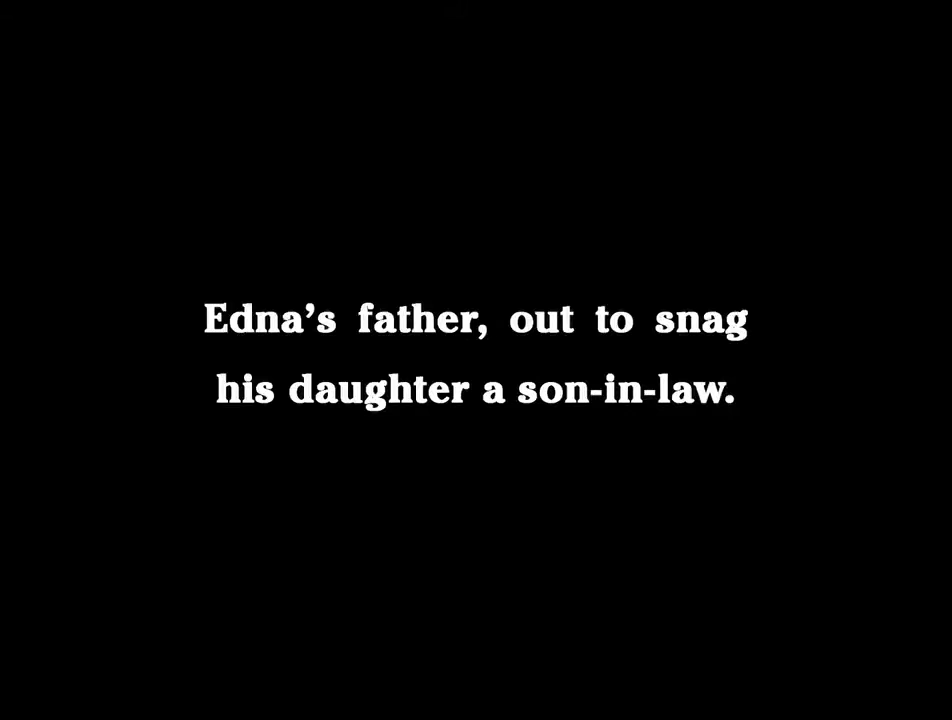 Edna’s father, out to snag
his daughter a son-in-law.